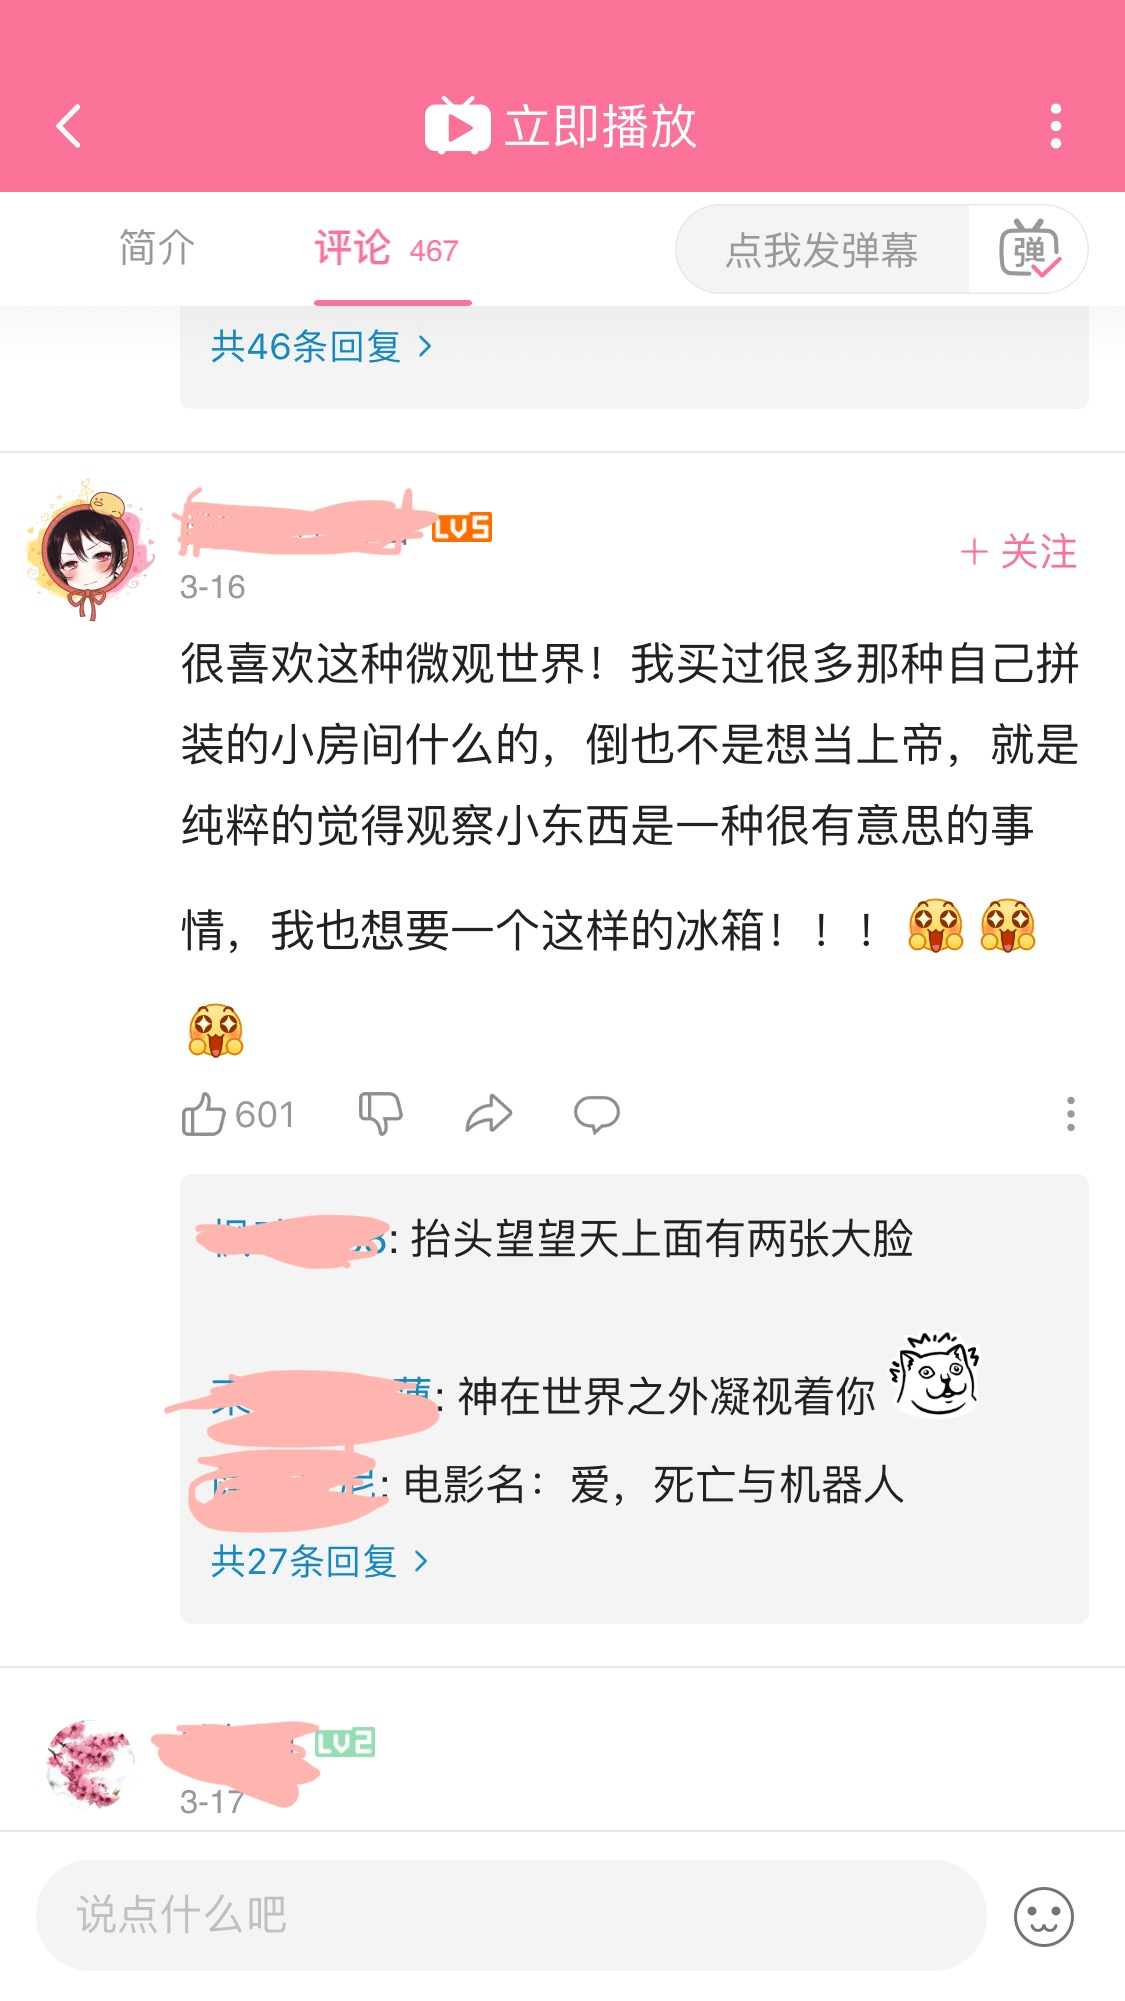 立即播放
简介 评论 467 点我发弹幕 弹
共46条回复
LV5
+ 关注
3-16
很喜欢这种微观世界！我买过很多那种自己拼
装的小房间什么的，倒也不是想当上帝，就是
纯粹的觉得观察小东西是一种很有意思的事
情，我也想要一个这样的冰箱！！！
601
: 抬头望望天上面有两张大脸
: 神在世界之外凝视着你
: 电影名：爱，死亡与机器人
共27条回复
LV2
3-17
说点什么吧